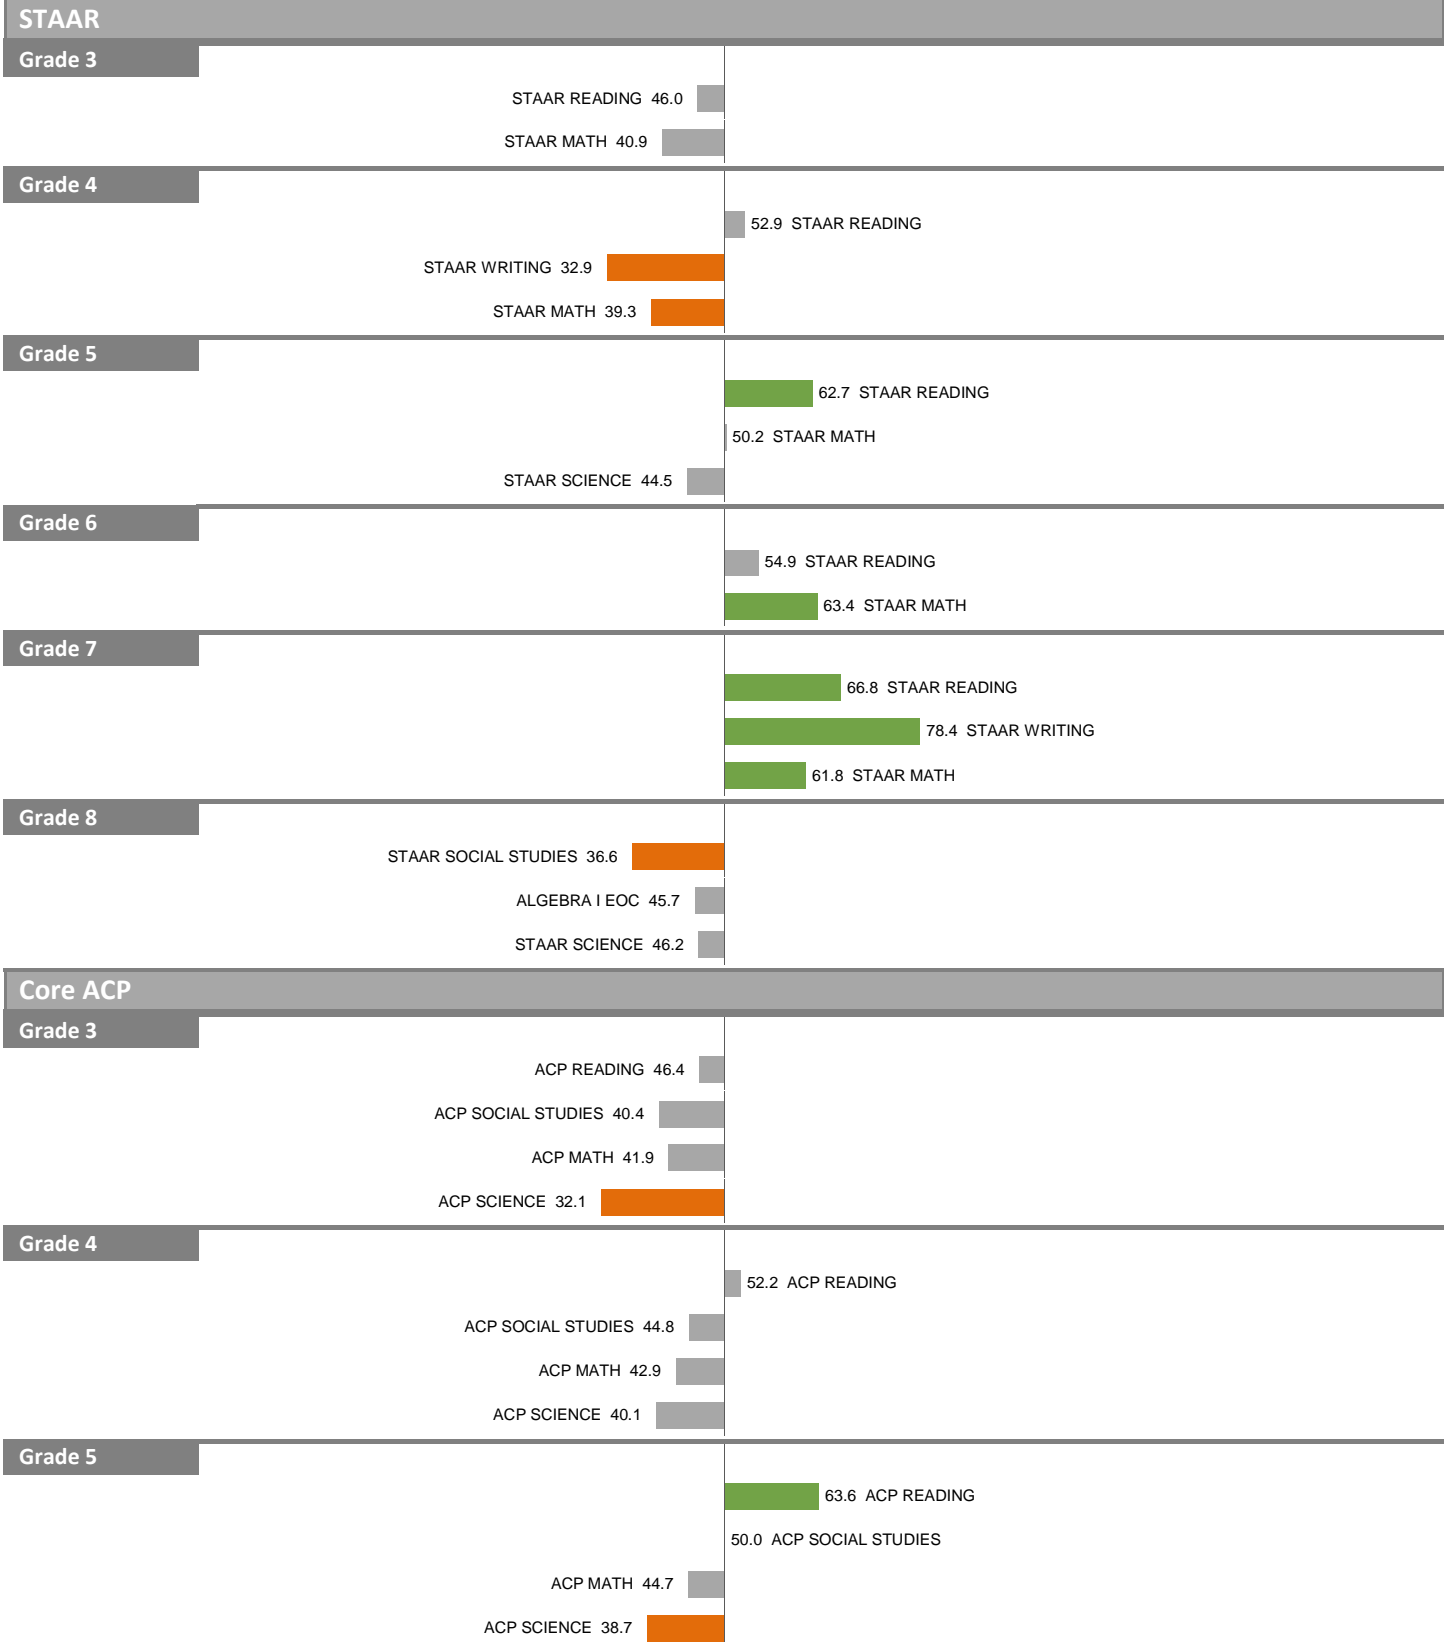 STAAR
Grade 3
STAAR READING 46.0
STAAR MATH 40.9
Grade 4
52.9 STAAR READING
STAAR WRITING 32.9
STAAR MATH 39.3
Grade 5
62.7 STAAR READING
50.2 STAAR MATH
STAAR SCIENCE 44.5
Grade 6
54.9 STAAR READING
63.4 STAAR MATH
Grade 7
66.8 STAAR READING
78.4 STAAR WRITING
61.8 STAAR MATH
Grade 8
STAAR SOCIAL STUDIES 36.6
ALGEBRA I EOC 45.7
STAAR SCIENCE 46.2
Core ACP
Grade 3
ACP READING 46.4
ACP SOCIAL STUDIES 40.4
ACP MATH 41.9
ACP SCIENCE 32.1
Grade 4
52.2 ACP READING
ACP SOCIAL STUDIES 44.8
ACP MATH 42.9
ACP SCIENCE 40.1
Grade 5
63.6 ACP READING
50.0 ACP SOCIAL STUDIES
ACP MATH 44.7
ACP SCIENCE 38.7